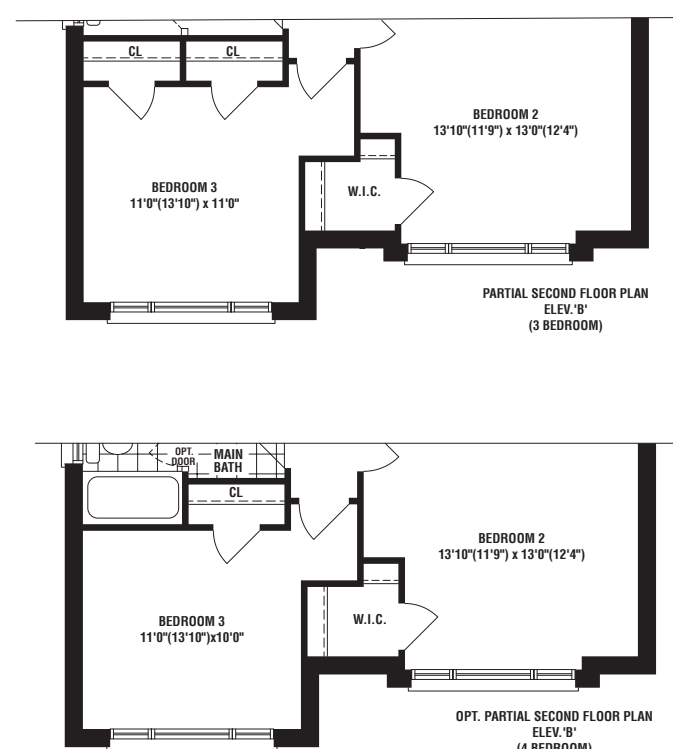 CL CL
BEDROOM 2
13'10"(11'9") x 13'0"(12'4")
BEDROOM 3
11'0"(13'10") x 11'0"
W.I.C.
PARTIAL SECOND FLOOR PLAN
ELEV.'B'
(3 BEDROOM)
OPT.
DOOR
MAIN
BATH
CL
BEDROOM 2
13'10"(11'9") x 13'0"(12'4")
BEDROOM 3
11'0"(13'10")x10'0"
W.I.C.
OPT. PARTIAL SECOND FLOOR PLAN
ELEV.'B'
(4 BEDROOM)